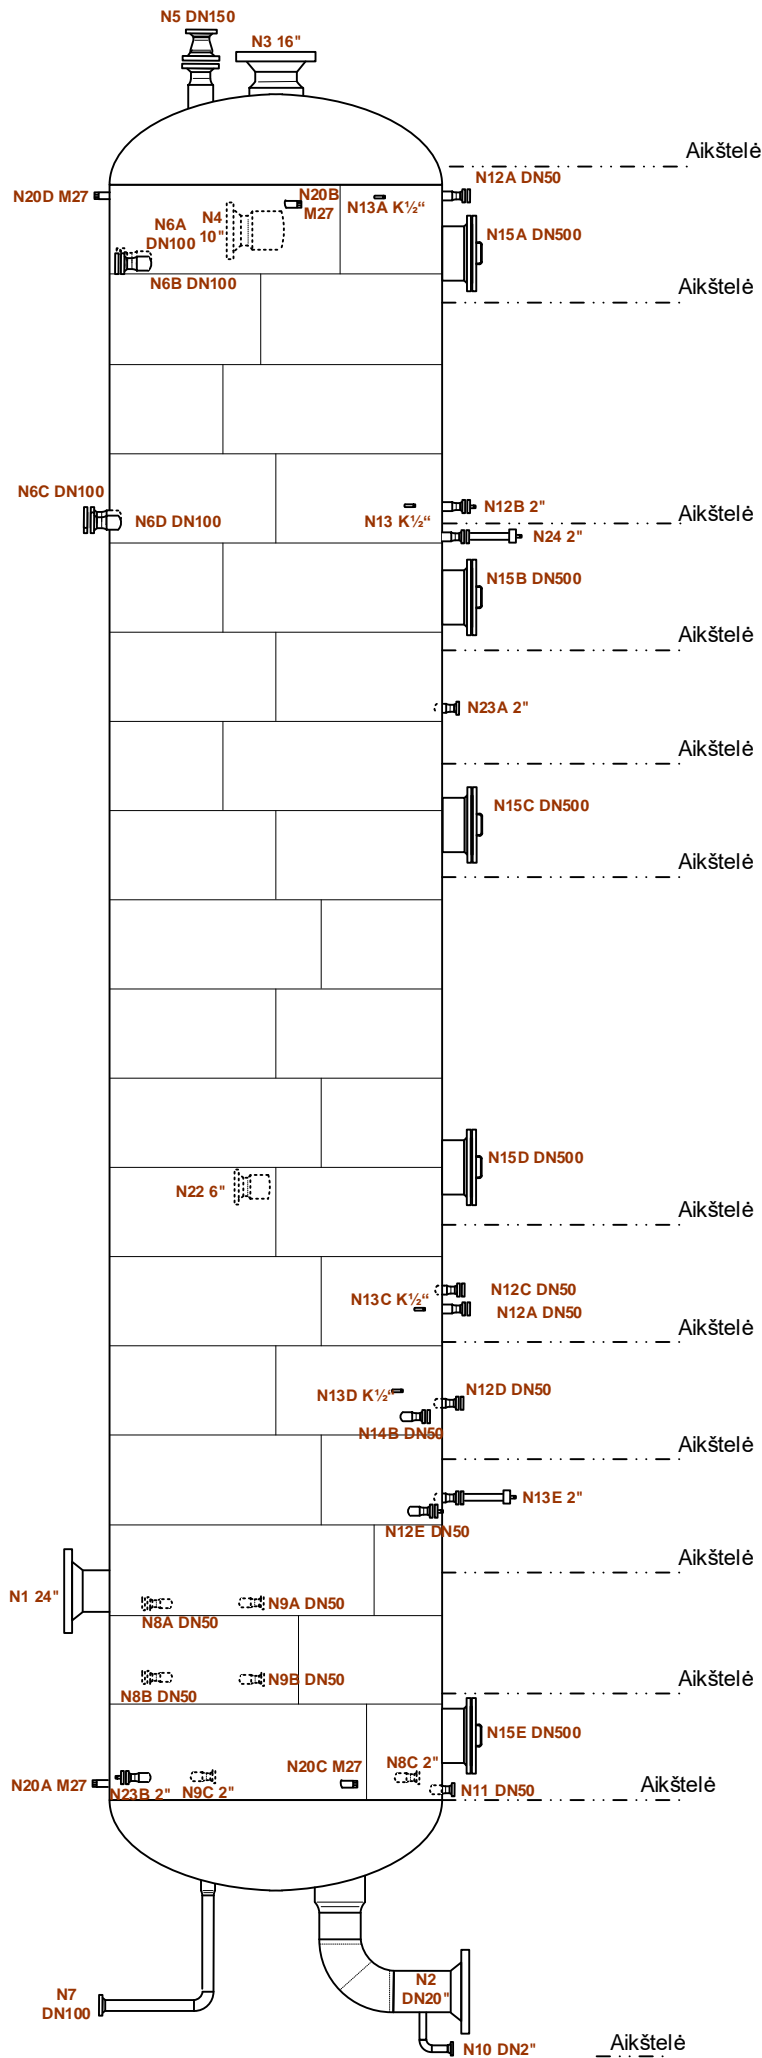 N5 DN150
N3 16"
Aikštelė
N12A DN50
N20D M27
N20B
M27
N13A K½“
N6A
DN100
N4
10"
N15A DN500
N6B DN100
Aikštelė
N6C DN100
N6D DN100
N13 K½“
N12B 2"
Aikštelė
N24 2"
N15B DN500
Aikštelė
N23A 2"
Aikštelė
N15C DN500
Aikštelė
N15D DN500
N22 6"
Aikštelė
N12C DN50
N13C K½“
N12A DN50
Aikštelė
N13D K½“
N12D DN50
N14B DN50
Aikštelė
N13E 2"
N12E DN50
Aikštelė
N1 24"
N9A DN50
N8A DN50
Aikštelė
N9B DN50
N8B DN50
N15E DN500
N20C M27
N8C 2"
N20A M27
N23B 2"
N9C 2"
N11 DN50
Aikštelė
N2
DN20"
N7
DN100
N10 DN2"
Aikštelė